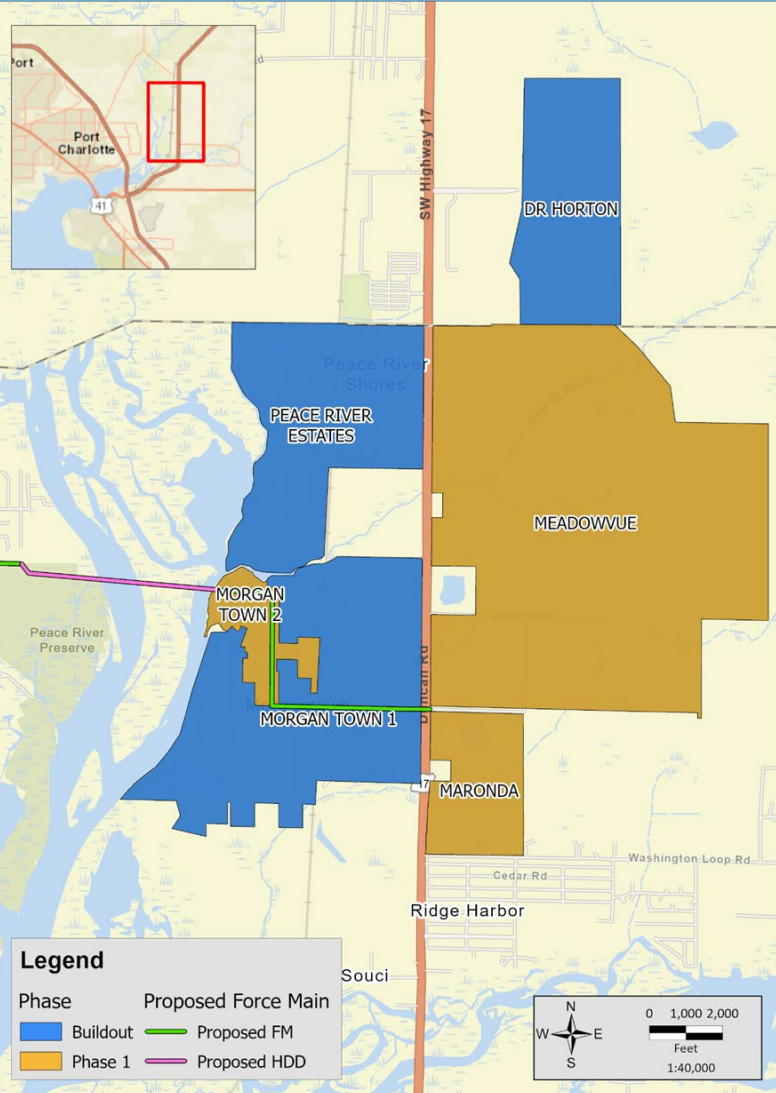 Port
Port
Charlotte
41
SW Highway 17
DR HORTON
Peace River
Shores
PEACE RIVER
ESTATES
MEADOWVUE
MORGAN
TOWN 2
Peace River
Preserve
Duncan Rd
MORGAN TOWN 1
17
MARONDA
Washington Loop Rd
Cedar Rd
Ridge Harbor
Souci
Legend
Phase
Proposed Force Main
Buildout
Proposed FM
Phase 1
Proposed HDD
N
W
E
S
0 1,000 2,000
Feet
1:40,000